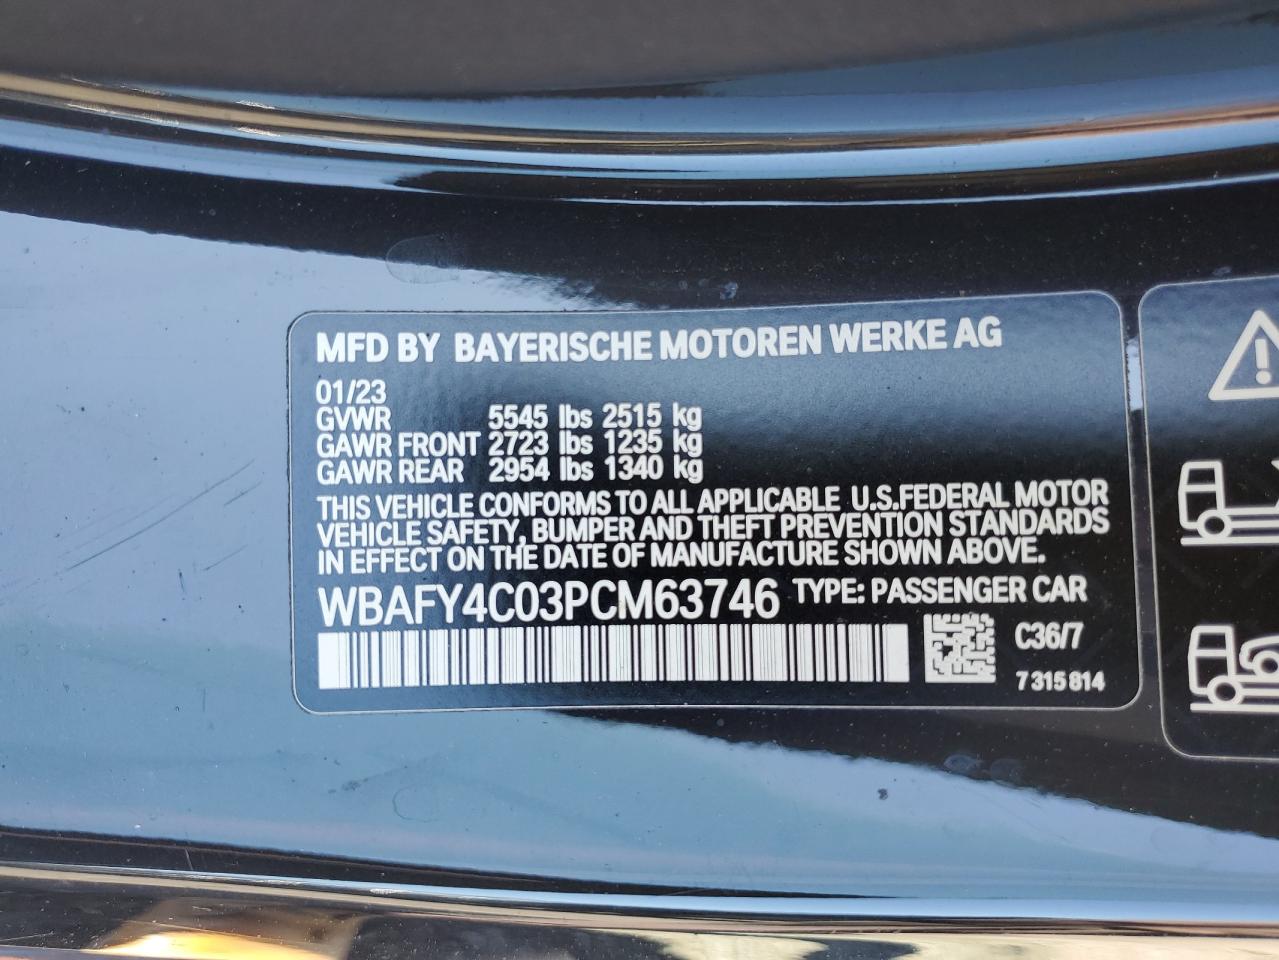 MFD BY BAYERISCHE MOTOREN WERKE AG
01/23
GVWR 5545 lbs 2515 kg
GAWR FRONT 2723 lbs 1235 kg
GAWR REAR 2954 lbs 1340 kg
THIS VEHICLE CONFORMS TO ALL APPLICABLE U.S.FEDERAL MOTOR
VEHICLE SAFETY, BUMPER AND THEFT PREVENTION STANDARDS
IN EFFECT ON THE DATE OF MANUFACTURE SHOWN ABOVE.
WBAFY4C03PCM63746 TYPE: PASSENGER CAR
C36/7
7 315 814